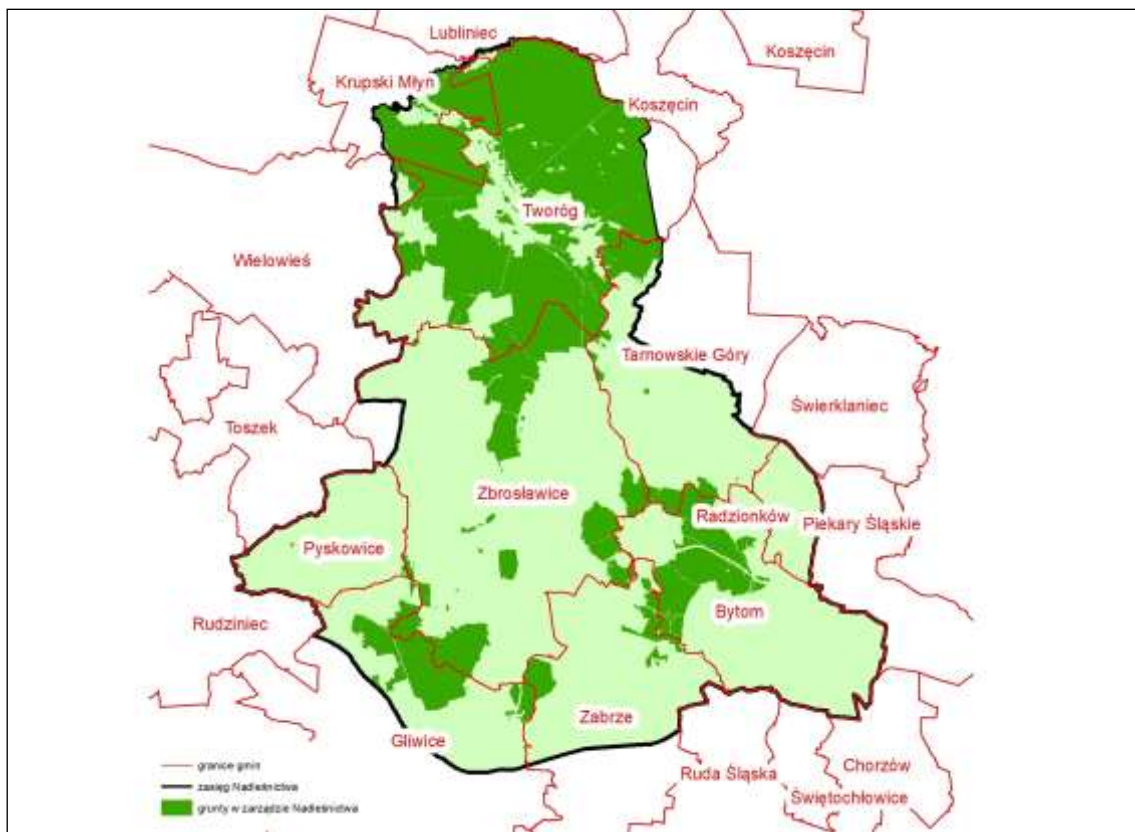 Lubliniec
Koszęcin
Krupski Młyn
Koszęcin
Tworóg
Wielowieś
Tarnowskie Góry
Świerklaniec
Toszek
Zbrosławice
Radzionków
Piekary Śląskie
Pyskowice
Bytom
Rudziniec
Zabrze
Gliwice
Ruda Śląska
Chorzów
Świętochłowice
granice gmin
zasięg Nadleśnictwa
grunty w zarządzie Nadleśnictwa